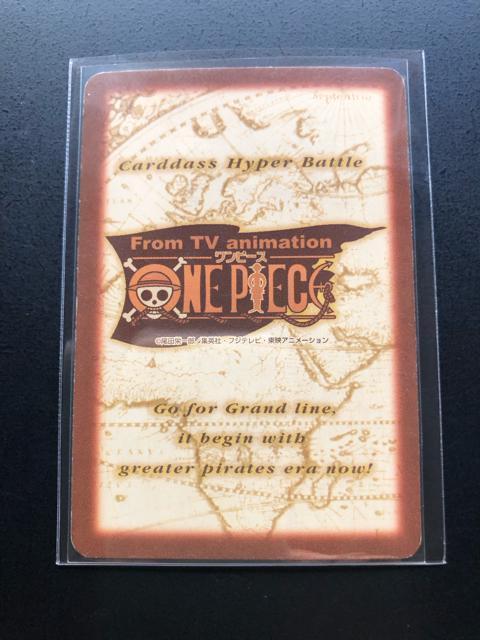 September
Carddass Hyper Battle
From TV animation
ワンピース
ONE PIECE
©尾田栄一郎/集英社・フジテレビ・東映アニメーション
Go for Grand line,
it begin with
greater pirates era now!